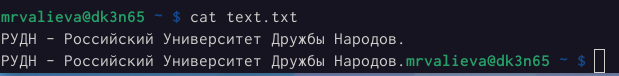 mrvalieva@dk3n65 ~ $ cat text.txt
РУДН – Российский Университет Дружбы Народов.
РУДН – Российский Университет Дружбы Народов.mrvalieva@dk3n65 ~ $